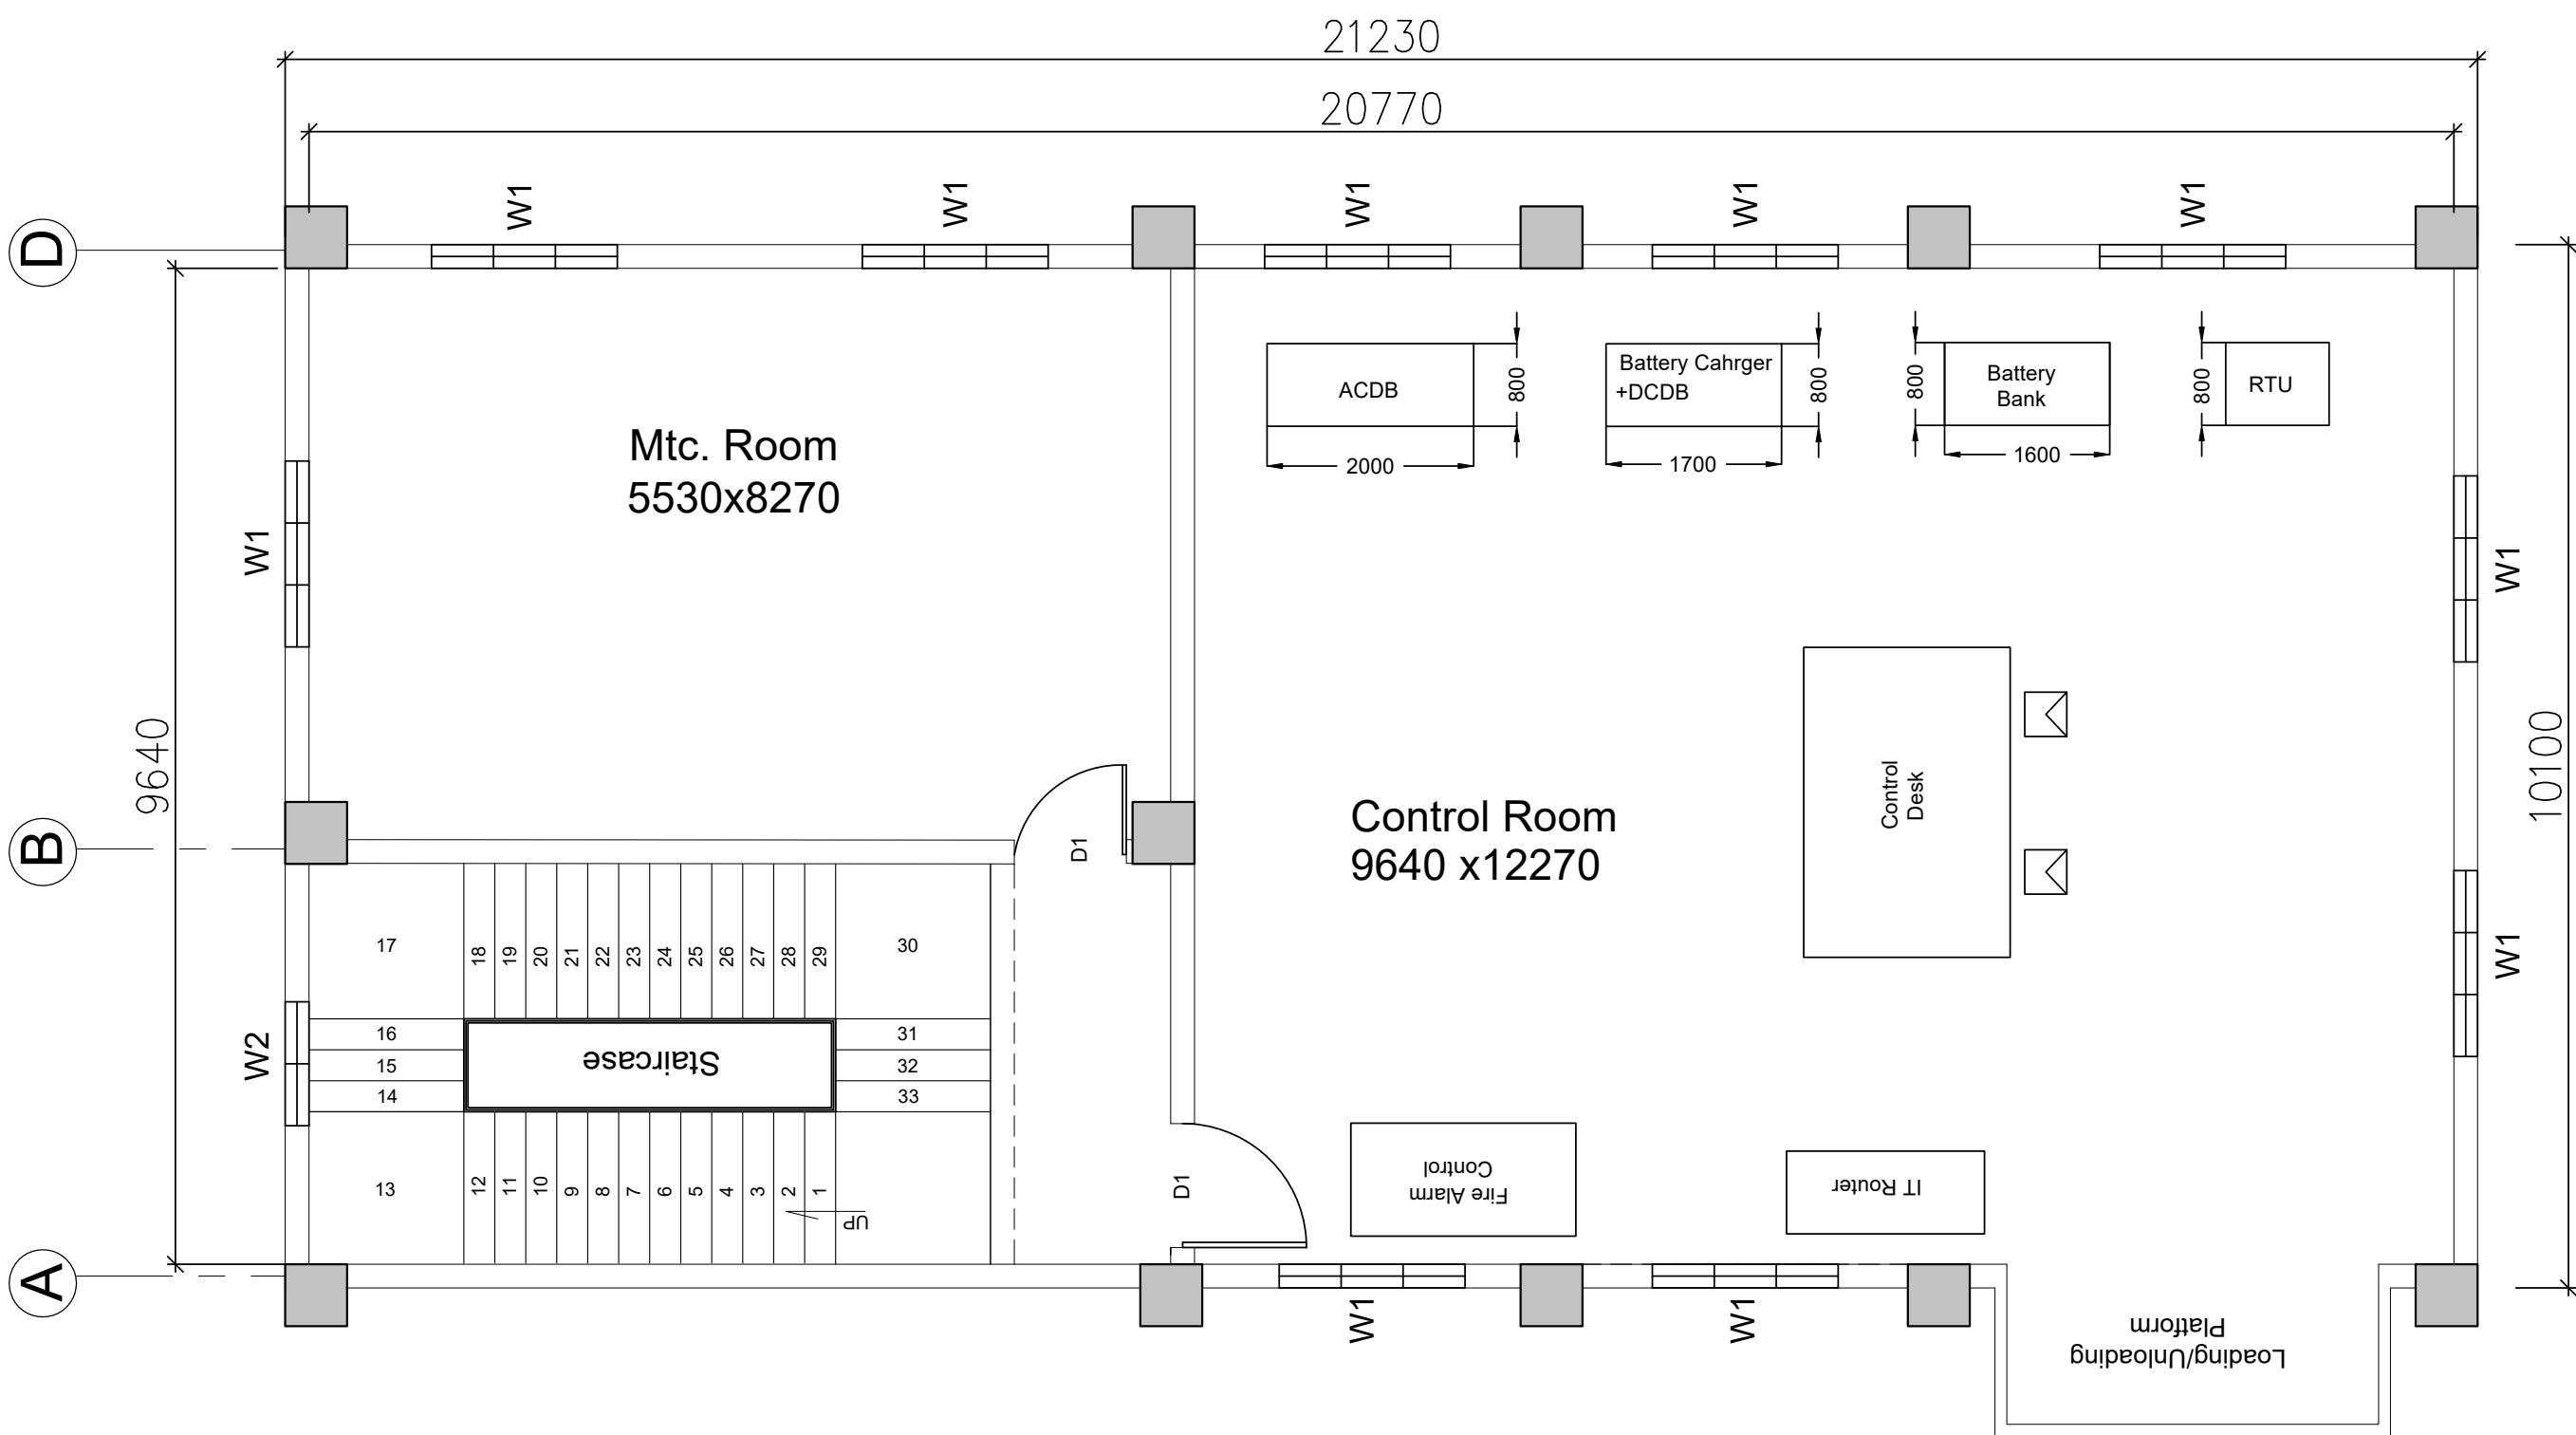 21230
20770
W1
W1
W1
W1
W1
D
ACDB
800
2000
Battery Cahrger
+DCDB
800
1700
800
Battery
Bank
1600
800
RTU
Mtc. Room
5530x8270
W1
W1
9640
10100
Control
Desk
Control Room
9640 x12270
B
D1
W1
17
18
19
20
21
22
23
24
25
26
27
28
29
30
W2
16
15
14
Staircase
31
32
33
13
12
11
10
9
8
7
6
5
4
3
2
1
UP
D1
Fire Alarm
Control
IT Router
A
W1
W1
Loading/Unloading
Platform